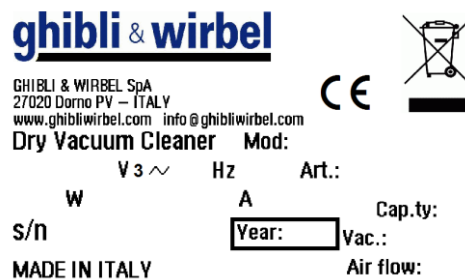 ghibli & wirbel
GHIBLI & WIRBEL SpA
27020 Dorno PV – ITALY
www.ghibliwirbel.com info@ghibliwirbel.com
CE
Dry Vacuum Cleaner Mod:
V 3 ~ Hz Art.:
W A Cap.ty:
s/n Year: Vac.:
MADE IN ITALY Air flow: